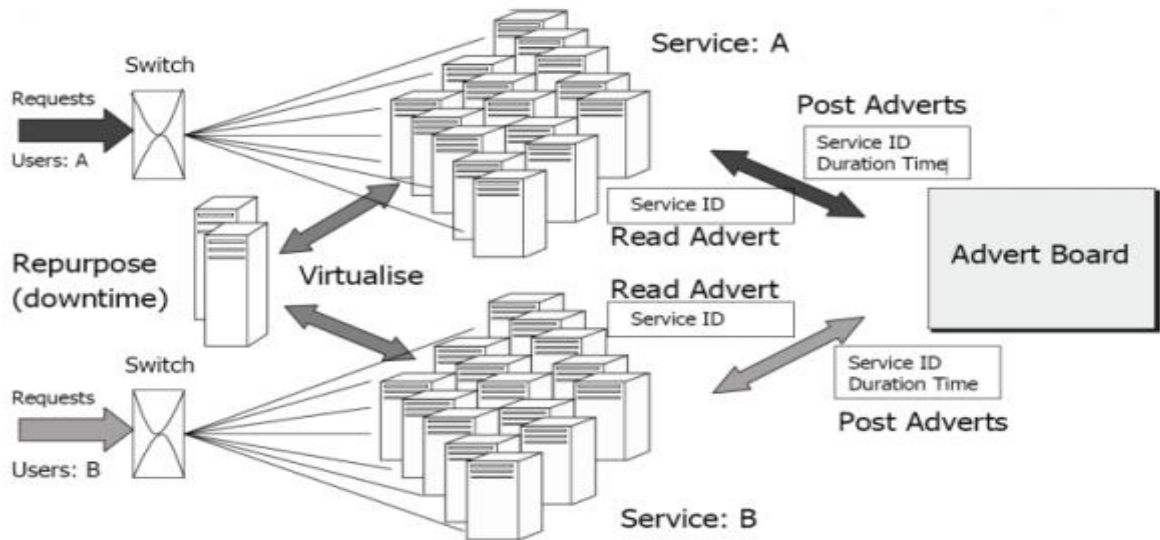 Service: A
Switch
Requests
Users: A
Post Adverts
Service ID
Duration Time
Service ID
Read Advert
Advert Board
Repurpose
(downtime)
Virtualise
Read Advert
Service ID
Switch
Requests
Users: B
Service ID
Duration Time
Post Adverts
Service: B